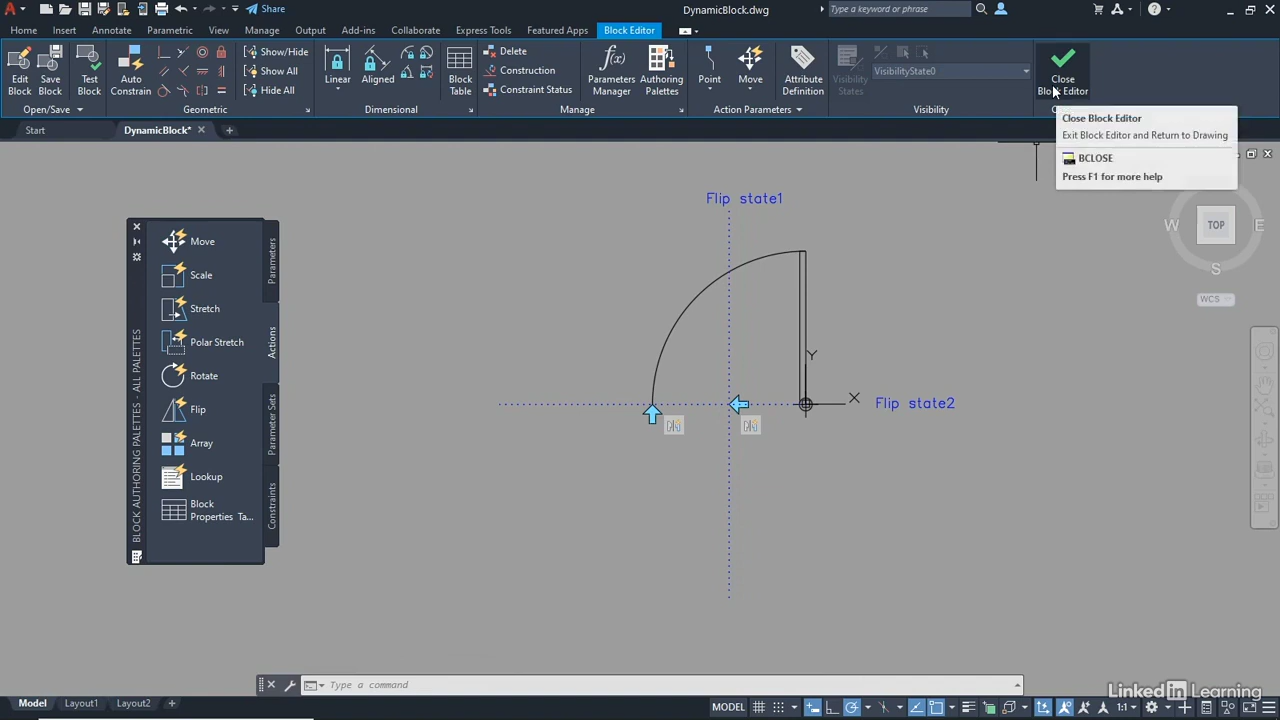 Share
DynamicBlock.dwg
Type a keyword or phrase
Home
Insert
Annotate
Parametric
View
Manage
Output
Add-ins
Collaborate
Express Tools
Featured Apps
Block Editor
Edit
Block
Save
Block
Test
Block
Auto
Constrain
Show/Hide
Show All
Hide All
Linear
Aligned
Block
Table
Delete
Construction
Constraint Status
Parameters
Manager
Authoring
Palettes
Point
Move
Attribute
Definition
Visibility
States
VisibilityState0
Close
Block Editor
Open/Save
Geometric
Dimensional
Manage
Action Parameters
Visibility
Start
DynamicBlock*
Close Block Editor
Exit Block Editor and Return to Drawing
BCLOSE
Press F1 for more help
Flip state1
W
TOP
E
S
WCS
Move
Scale
Stretch
Polar Stretch
Rotate
Flip
Array
Lookup
Block
Properties Ta...
Parameters
Actions
Parameter Sets
Constraints
BLOCK AUTHORING PALETTES - ALL PALETTES
Y
X
Flip state2
Type a command
Linked in Learning
Model
Layout1
Layout2
MODEL
1:1